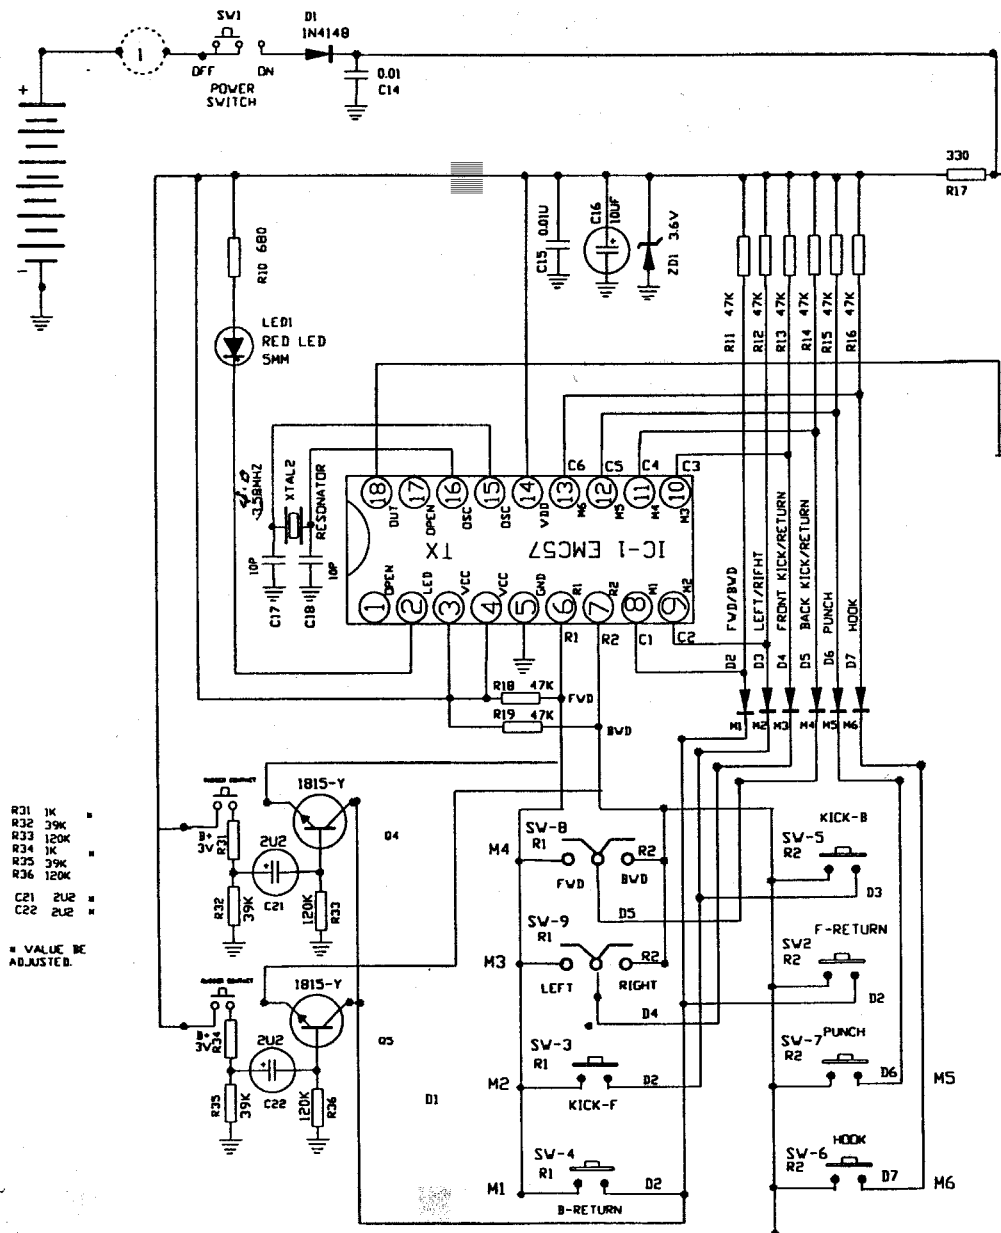 SW1
D1
1N4148
1
OFF
ON
POWER
SWITCH
0.01
C14
+
-
330
R17
R10 680
LED1
RED LED
5MM
C15 0.01U
C16
10UF
+
ZD1 3.6V
R11 47K
R12 47K
R13 47K
R14 47K
R15 47K
R16 47K
4.0
3.58MHZ
XTAL2
RESONATOR
10P
10P
C17
C18
C6
C5
C4
C3
18
17
16
15
14
13
12
11
10
OUT
OPEN
OSC
OSC
VDD
M6
M5
M4
M3
TX
IC-1 EMC57
OPEN
LED
VCC
VCC
GND
R1
R2
M1
M2
1
2
3
4
5
6
7
8
9
R1
R2
C1
C2
D2 FWD/BWD
D3 LEFT/RIFHT
D4 FRONT KICK/RETURN
D5 BACK KICK/RETURN
D6 PUNCH
D7 HOOK
R18 47K
FWD
R19 47K
BWD
M1
M2
M3
M4
M5
M6
R31 1K *
R32 39K
R33 120K
R34 1K *
R35 39K
R36 120K
C21 2U2 *
C22 2U2 *
* VALUE BE
ADJUSTED.
RUBBER CONTACT
1815-Y
B+
3V
R31
2U2
+
C21
R32
39K
120K
R33
Q4
RUBBER CONTACT
1815-Y
B+
3V
R34
2U2
+
C22
R35
39K
120K
R36
Q5
D1
SW-8
R1
M4
R2
FWD
BWD
D5
SW-9
R1
M3
R2
LEFT
RIGHT
D4
SW-3
R1
M2
D2
KICK-F
SW-4
R1
M1
D2
B-RETURN
KICK-B
SW-5
R2
D3
F-RETURN
SW2
R2
D2
PUNCH
SW-7
R2
D6
M5
HOOK
SW-6
R2
D7
M6